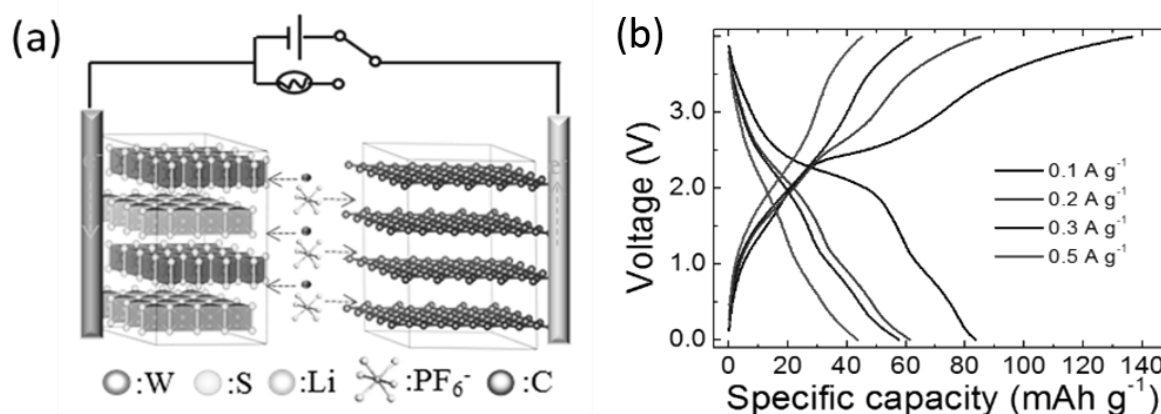 (a)
:W :S :Li :PF6- :C
(b)
Voltage (V)
3.0
2.0
1.0
0.0
0.1 A g-1
0.2 A g-1
0.3 A g-1
0.5 A g-1
0 20 40 60 80 100 120 140
Specific capacity (mAh g-1)